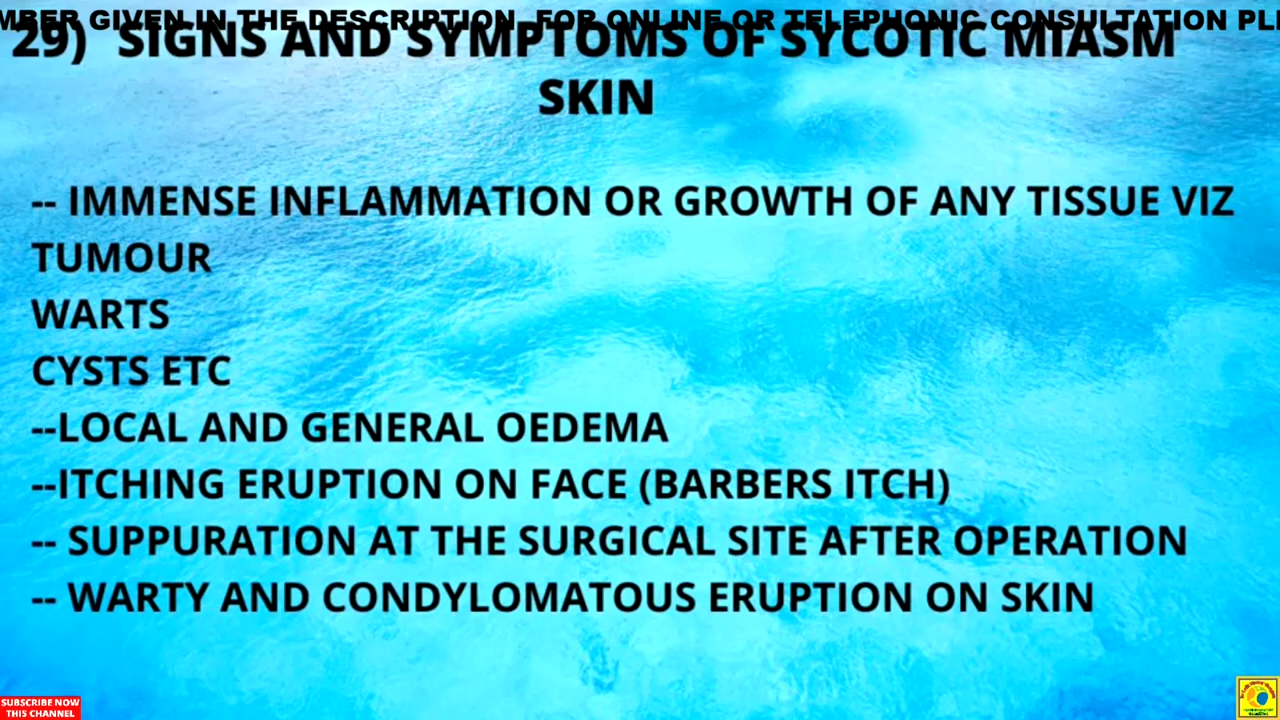 MBER GIVEN IN THE DESCRIPTION FOR ONLINE OR TELEPHONIC CONSULTATION PL
29) SIGNS AND SYMPTOMS OF SYCOTIC MIASM
SKIN
-- IMMENSE INFLAMMATION OR GROWTH OF ANY TISSUE VIZ
TUMOUR
WARTS
CYSTS ETC
--LOCAL AND GENERAL OEDEMA
--ITCHING ERUPTION ON FACE (BARBERS ITCH)
-- SUPPURATION AT THE SURGICAL SITE AFTER OPERATION
-- WARTY AND CONDYLOMATOUS ERUPTION ON SKIN
SUBSCRIBE NOW
THIS CHANNEL